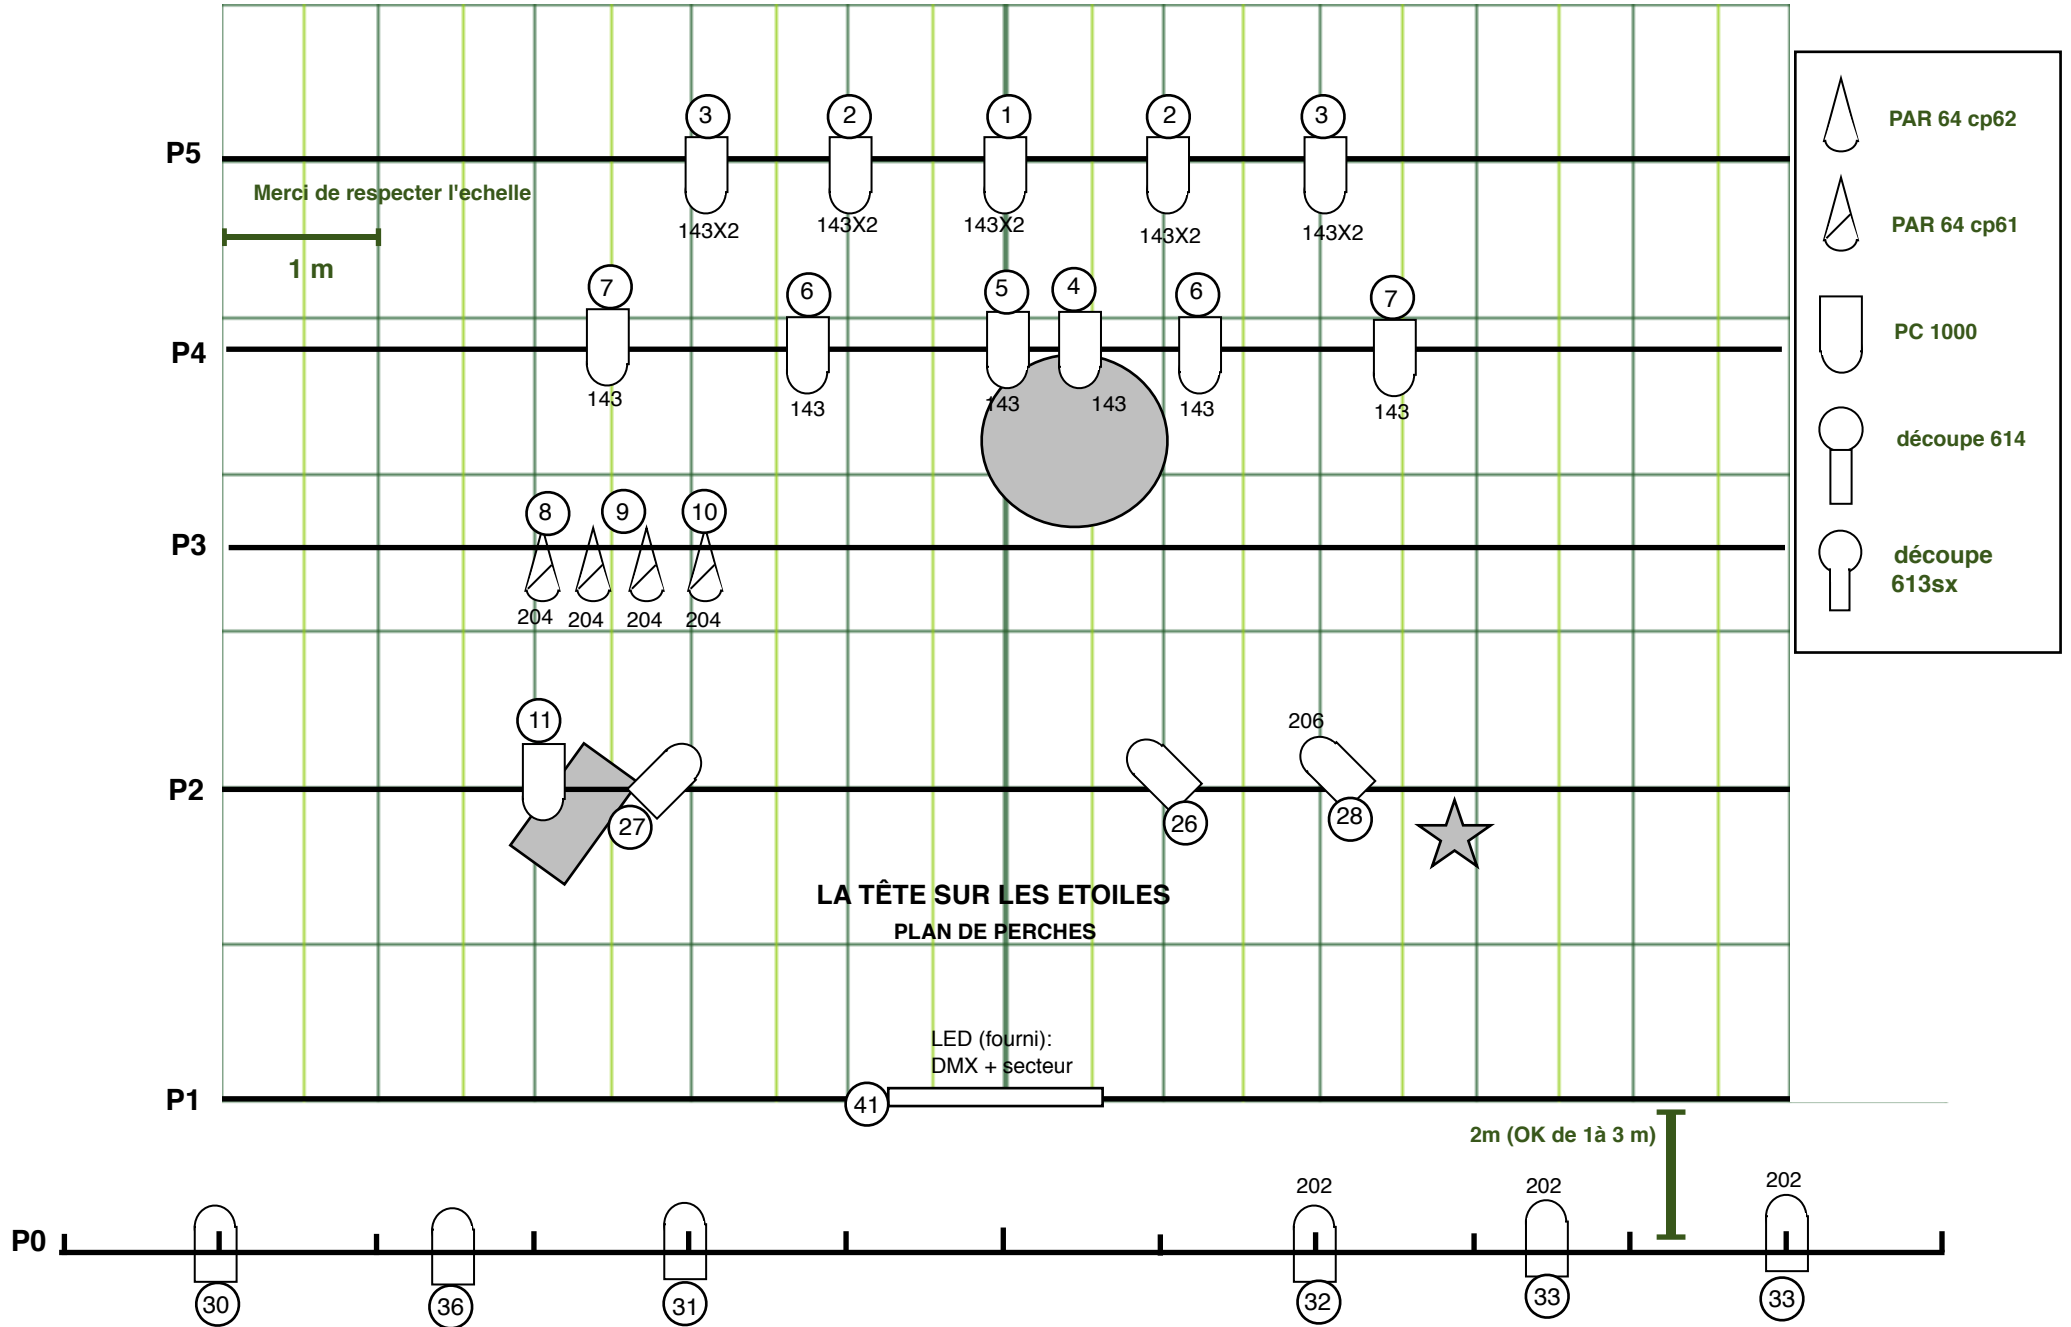 3 2 1 2 3
P5
143X2 143X2 143X2 143X2 143X2
Merci de respecter l'echelle
1 m
7 6 5 4 6 7
P4
143 143 143 143 143 143
8 9 10
P3
204 204 204 204
11
206
P2
27 26 28
LA TÊTE SUR LES ETOILES
PLAN DE PERCHES
LED (fourni):
DMX + secteur
P1
41
2m (OK de 1à 3 m)
202 202 202
P0
30 36 31 32 33 33
PAR 64 cp62
PAR 64 cp61
PC 1000
découpe 614
découpe
613sx